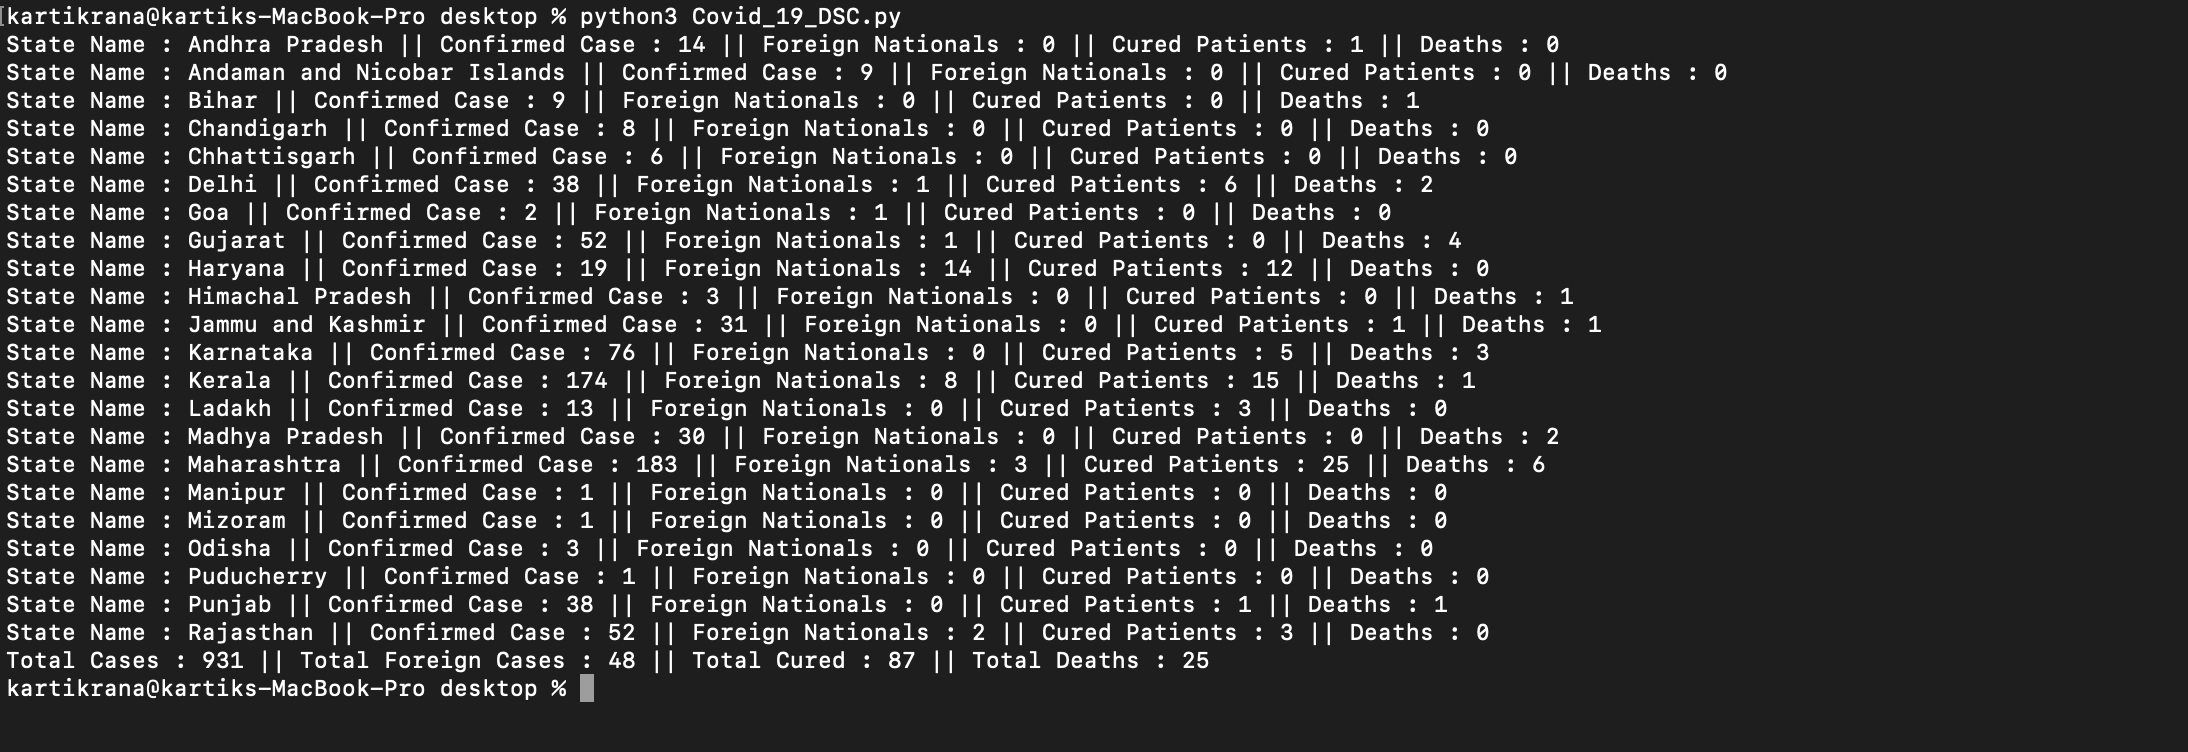 kartikrana@kartiks-MacBook-Pro desktop % python3 Covid_19_DSC.py
State Name : Andhra Pradesh || Confirmed Case : 14 || Foreign Nationals : 0 || Cured Patients : 1 || Deaths : 0
State Name : Andaman and Nicobar Islands || Confirmed Case : 9 || Foreign Nationals : 0 || Cured Patients : 0 || Deaths : 0
State Name : Bihar || Confirmed Case : 9 || Foreign Nationals : 0 || Cured Patients : 0 || Deaths : 1
State Name : Chandigarh || Confirmed Case : 8 || Foreign Nationals : 0 || Cured Patients : 0 || Deaths : 0
State Name : Chhattisgarh || Confirmed Case : 6 || Foreign Nationals : 0 || Cured Patients : 0 || Deaths : 0
State Name : Delhi || Confirmed Case : 38 || Foreign Nationals : 1 || Cured Patients : 6 || Deaths : 2
State Name : Goa || Confirmed Case : 2 || Foreign Nationals : 1 || Cured Patients : 0 || Deaths : 0
State Name : Gujarat || Confirmed Case : 52 || Foreign Nationals : 1 || Cured Patients : 0 || Deaths : 4
State Name : Haryana || Confirmed Case : 19 || Foreign Nationals : 14 || Cured Patients : 12 || Deaths : 0
State Name : Himachal Pradesh || Confirmed Case : 3 || Foreign Nationals : 0 || Cured Patients : 0 || Deaths : 1
State Name : Jammu and Kashmir || Confirmed Case : 31 || Foreign Nationals : 0 || Cured Patients : 1 || Deaths : 1
State Name : Karnataka || Confirmed Case : 76 || Foreign Nationals : 0 || Cured Patients : 5 || Deaths : 3
State Name : Kerala || Confirmed Case : 174 || Foreign Nationals : 8 || Cured Patients : 15 || Deaths : 1
State Name : Ladakh || Confirmed Case : 13 || Foreign Nationals : 0 || Cured Patients : 3 || Deaths : 0
State Name : Madhya Pradesh || Confirmed Case : 30 || Foreign Nationals : 0 || Cured Patients : 0 || Deaths : 2
State Name : Maharashtra || Confirmed Case : 183 || Foreign Nationals : 3 || Cured Patients : 25 || Deaths : 6
State Name : Manipur || Confirmed Case : 1 || Foreign Nationals : 0 || Cured Patients : 0 || Deaths : 0
State Name : Mizoram || Confirmed Case : 1 || Foreign Nationals : 0 || Cured Patients : 0 || Deaths : 0
State Name : Odisha || Confirmed Case : 3 || Foreign Nationals : 0 || Cured Patients : 0 || Deaths : 0
State Name : Puducherry || Confirmed Case : 1 || Foreign Nationals : 0 || Cured Patients : 0 || Deaths : 0
State Name : Punjab || Confirmed Case : 38 || Foreign Nationals : 0 || Cured Patients : 1 || Deaths : 1
State Name : Rajasthan || Confirmed Case : 52 || Foreign Nationals : 2 || Cured Patients : 3 || Deaths : 0
Total Cases : 931 || Total Foreign Cases : 48 || Total Cured : 87 || Total Deaths : 25
kartikrana@kartiks-MacBook-Pro desktop %